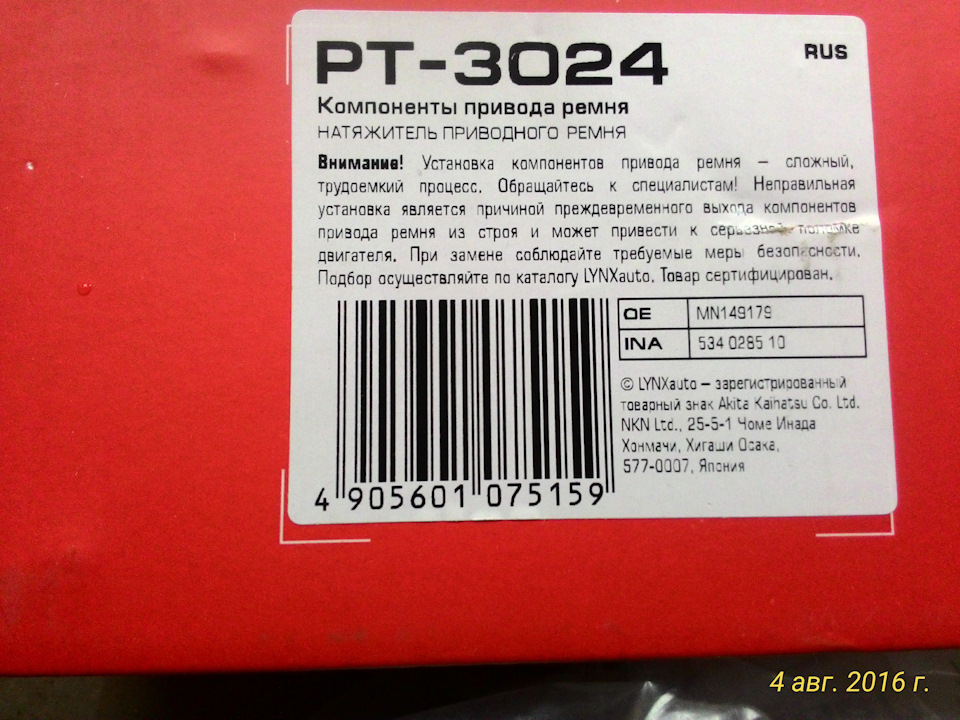 PT-3024
RUS
Компоненты привода ремня
НАТЯЖИТЕЛЬ ПРИВОДНОГО РЕМНЯ
Внимание! Установка компонентов привода ремня – сложный,
трудоемкий процесс. Обращайтесь к специалистам! Неправильная
установка является причиной преждевременного выхода компонентов
привода ремня из строя и может привести к серьезной поломке
двигателя. При замене соблюдайте требуемые меры безопасности.
Подбор осуществляйте по каталогу LYNXauto. Товар сертифицирован.
OE MN149179
INA 534 0285 10
© LYNXauto – зарегистрированный
товарный знак Akita Kaihatsu Co. Ltd.
NKN Ltd., 25-5-1 Чоме Инада
Хонмачи, Хигаши Осака,
577-0007, Япония
4 905601 075159
4 авг. 2016 г.